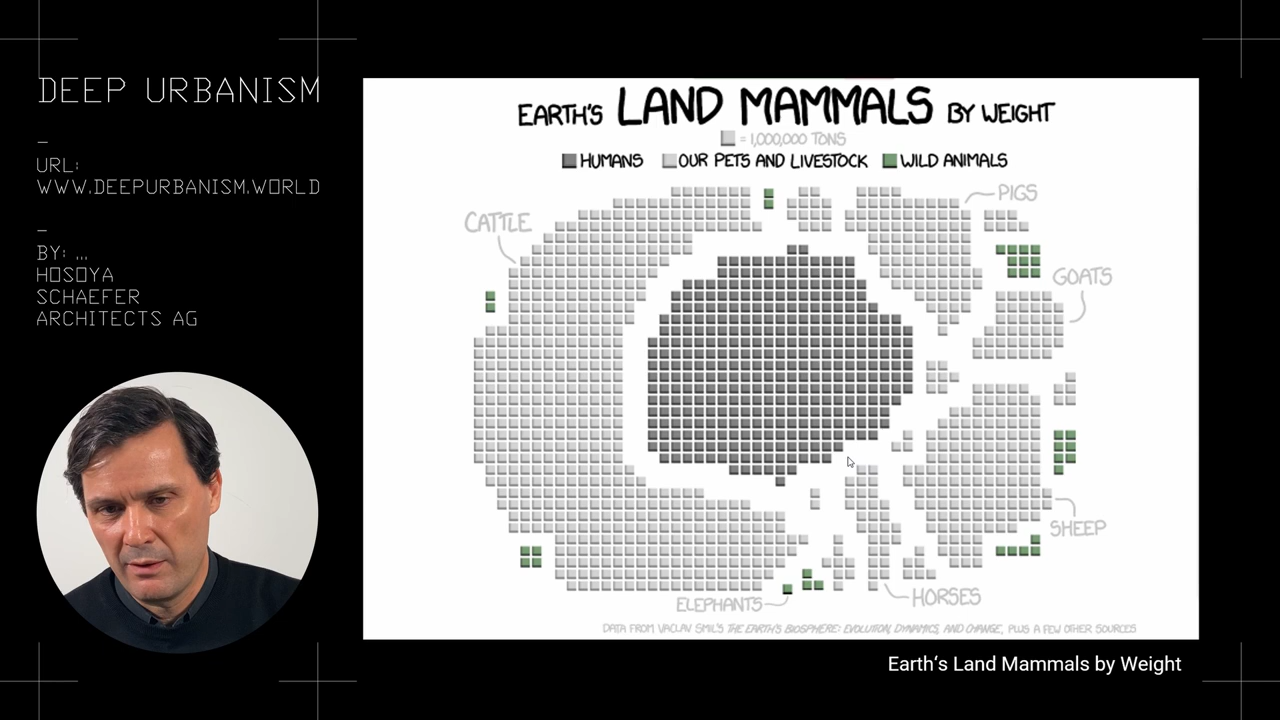 DEEP URBANISM
–
URL:
WWW.DEEPURBANISM.WORLD
–
BY: ...
HOSOYA
SCHAEFER
ARCHITECTS AG
EARTH'S LAND MAMMALS BY WEIGHT
= 1,000,000 TONS
HUMANS OUR PETS AND LIVESTOCK WILD ANIMALS
PIGS
CATTLE
GOATS
SHEEP
HORSES
ELEPHANTS
DATA FROM VACLAV SMIL'S THE EARTH'S BIOSPHERE: EVOLUTION, DYNAMICS, AND CHANGE, PLUS A FEW OTHER SOURCES
Earth‘s Land Mammals by Weight